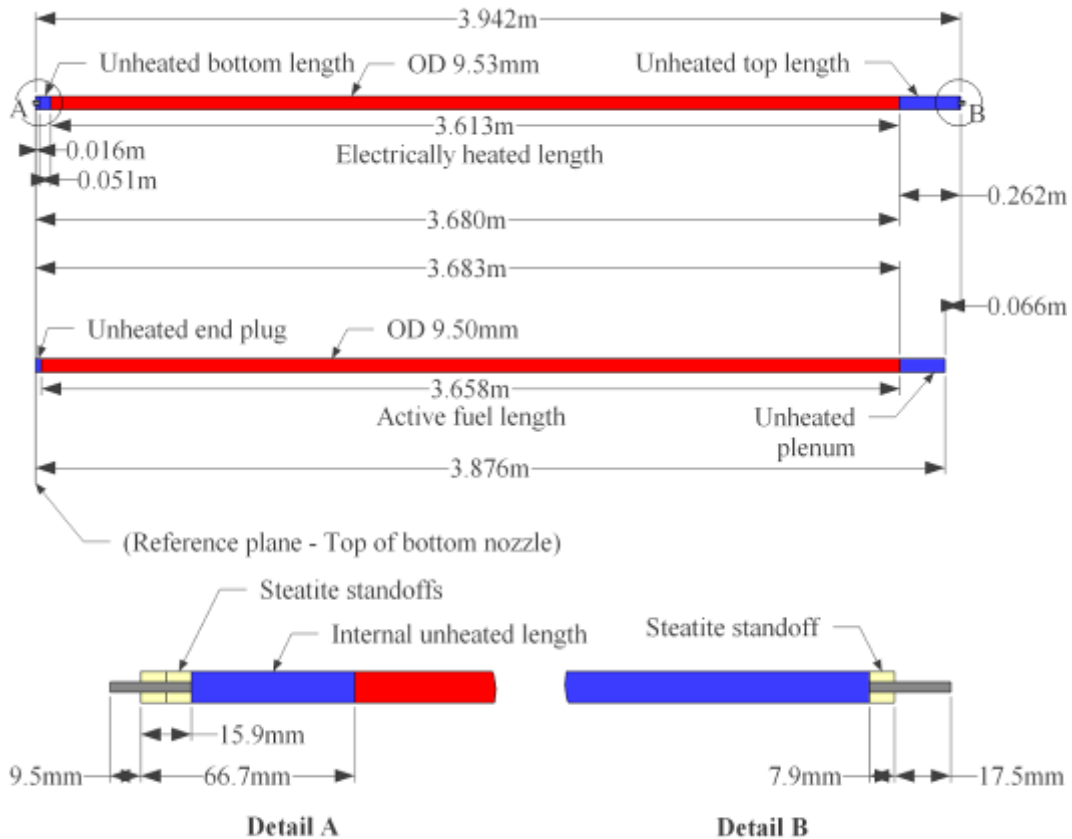 3.942m
Unheated bottom length
OD 9.53mm
Unheated top length
A
B
3.613m
0.016m
Electrically heated length
0.051m
0.262m
3.680m
3.683m
0.066m
Unheated end plug
OD 9.50mm
3.658m
Active fuel length
Unheated
plenum
3.876m
(Reference plane - Top of bottom nozzle)
Steatite standoffs
Internal unheated length
Steatite standoff
15.9mm
9.5mm
66.7mm
7.9mm
17.5mm
Detail A
Detail B